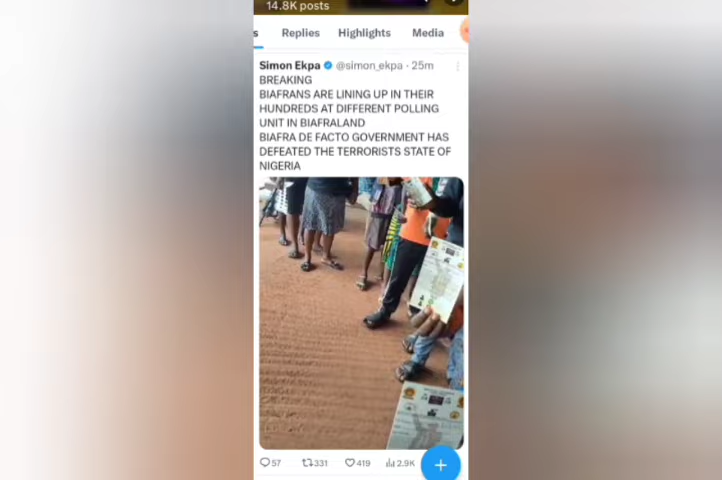 14.8K posts
s Replies Highlights Media
Simon Ekpa @simon_ekpa · 25m
BREAKING
BIAFRANS ARE LINING UP IN THEIR
HUNDREDS AT DIFFERENT POLLING
UNIT IN BIAFRALAND
BIAFRA DE FACTO GOVERNMENT HAS
DEFEATED THE TERRORISTS STATE OF
NIGERIA
57 331 419 2.9K